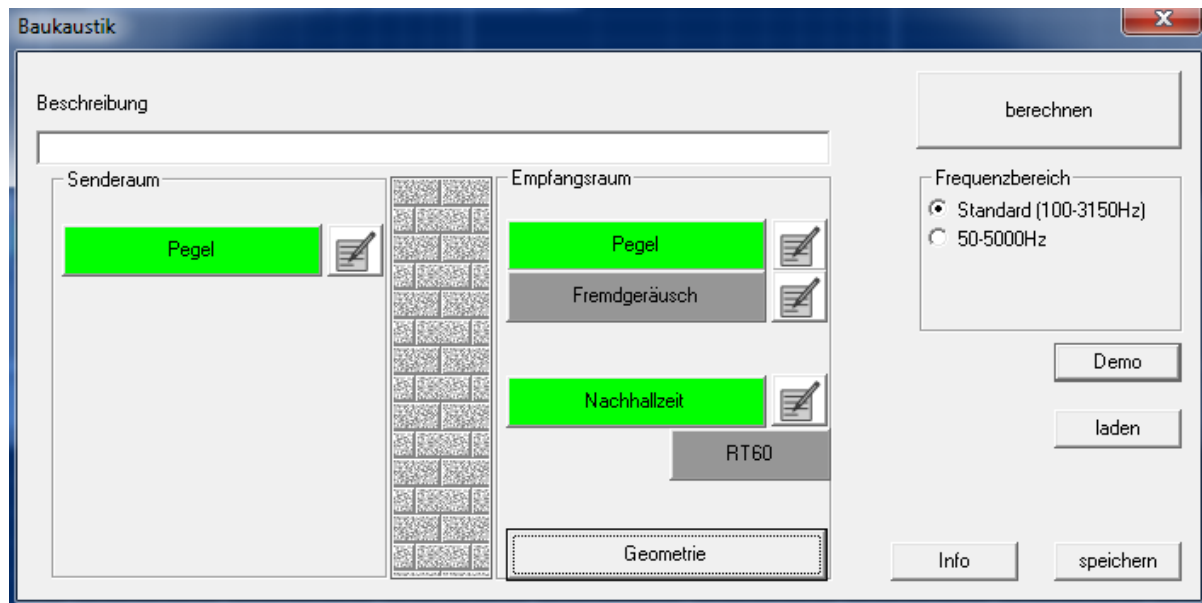 Baukaustik
Beschreibung
berechnen
Senderaum
Empfangsraum
Frequenzbereich
Standard (100-3150Hz)
50-5000Hz
Pegel
Pegel
Fremdgeräusch
Demo
Nachhallzeit
laden
RT60
Geometrie
Info
speichern